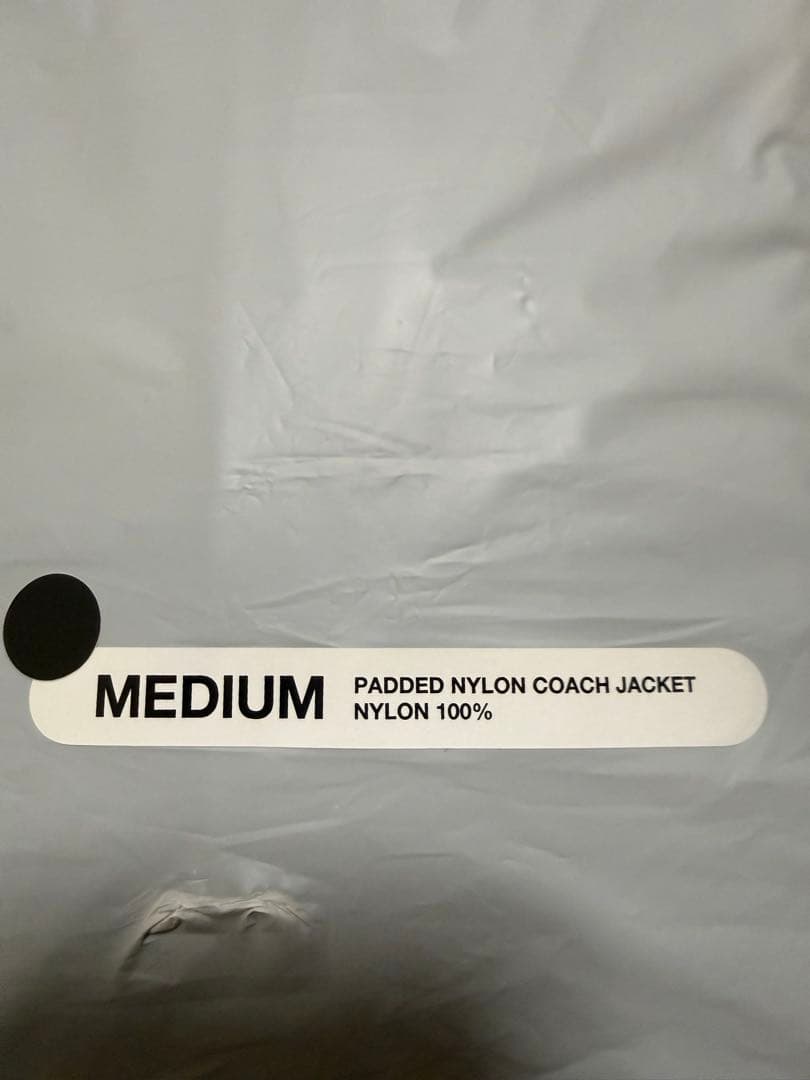 MEDIUM
PADDED NYLON COACH JACKET
NYLON 100%